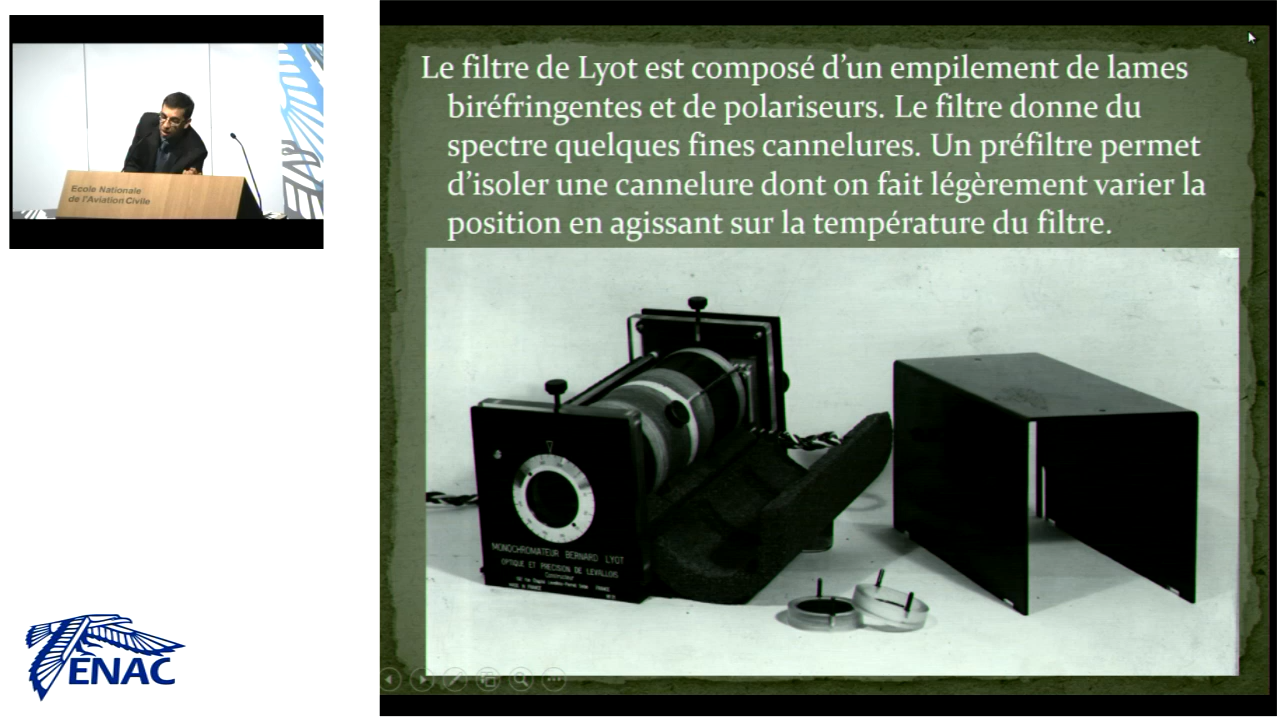 Le filtre de Lyot est composé d’un empilement de lames
biréfringentes et de polariseurs. Le filtre donne du
spectre quelques fines cannelures. Un préfiltre permet
d’isoler une cannelure dont on fait légèrement varier la
position en agissant sur la température du filtre.
Ecole Nationale
de l'Aviation Civile
MONOCHROMATEUR BERNARD LYOT
OPTIQUE ET PRECISION DE LEVALLOIS
Constructeur
ENAC